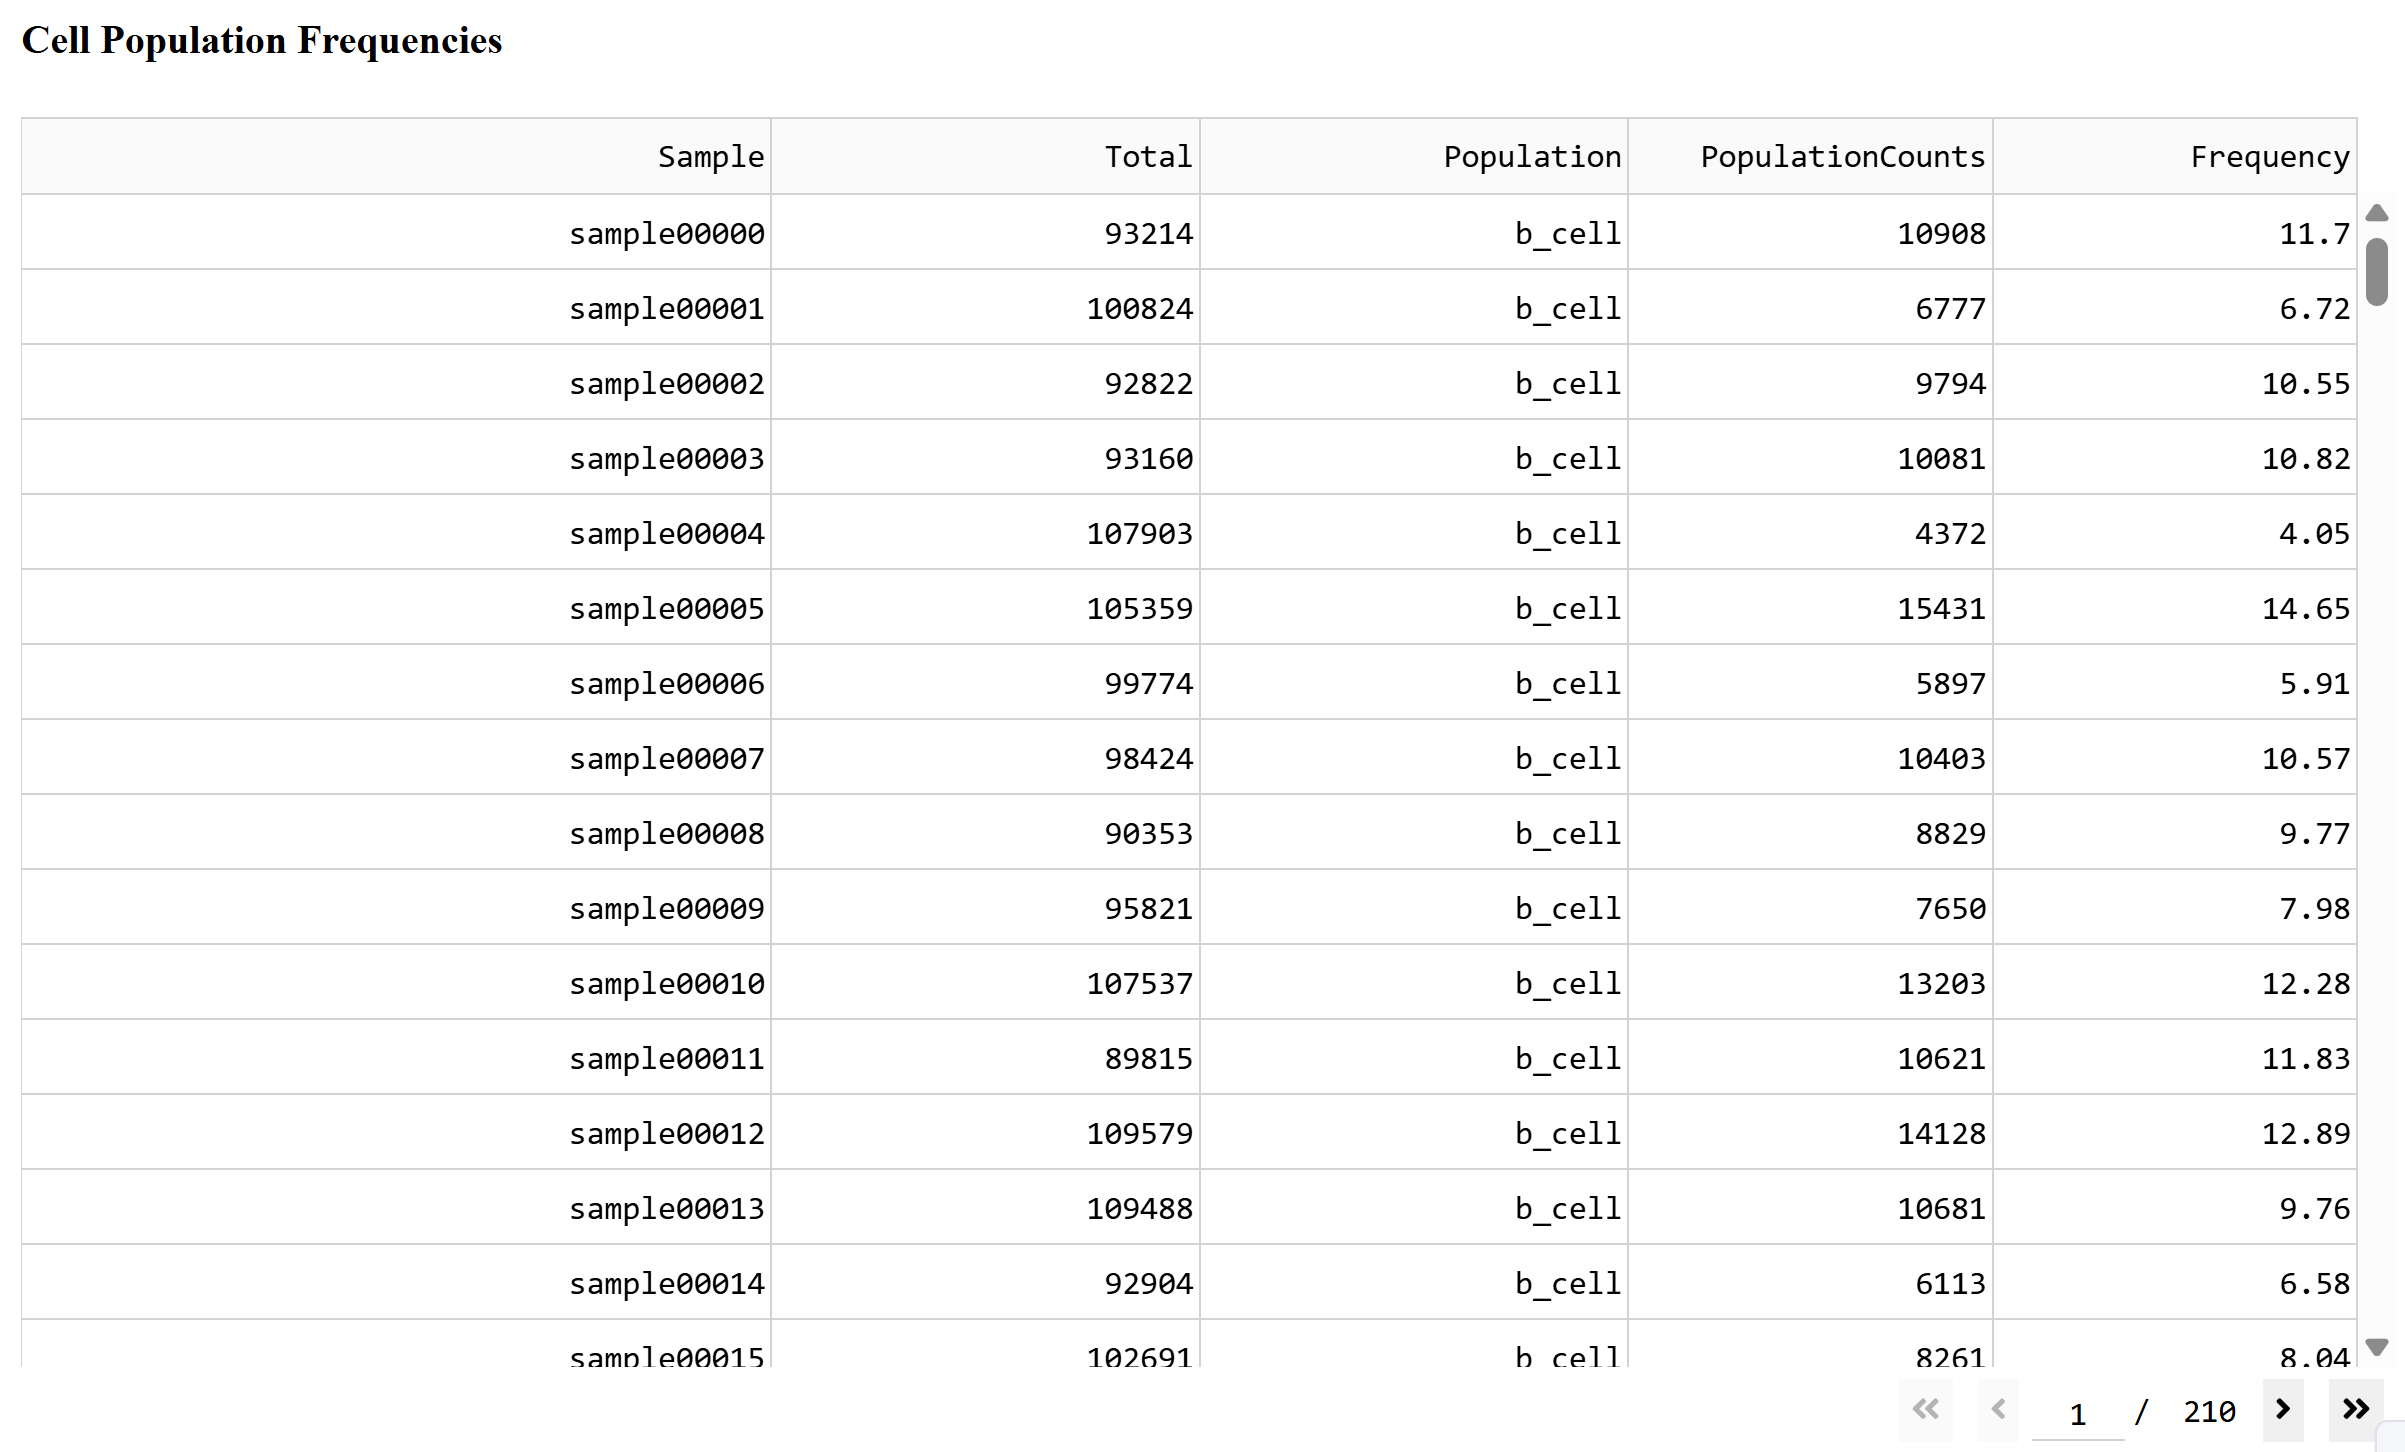 Cell Population Frequencies
Sample Total Population PopulationCounts Frequency
sample00000 93214 b_cell 10908 11.7
sample00001 100824 b_cell 6777 6.72
sample00002 92822 b_cell 9794 10.55
sample00003 93160 b_cell 10081 10.82
sample00004 107903 b_cell 4372 4.05
sample00005 105359 b_cell 15431 14.65
sample00006 99774 b_cell 5897 5.91
sample00007 98424 b_cell 10403 10.57
sample00008 90353 b_cell 8829 9.77
sample00009 95821 b_cell 7650 7.98
sample00010 107537 b_cell 13203 12.28
sample00011 89815 b_cell 10621 11.83
sample00012 109579 b_cell 14128 12.89
sample00013 109488 b_cell 10681 9.76
sample00014 92904 b_cell 6113 6.58
sample00015 102691 b_cell 8261 8.04
« ‹ 1 / 210 › »